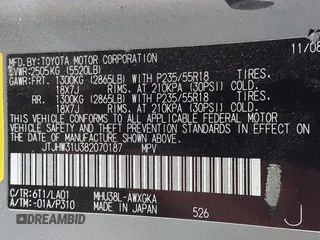 MFD.BY:TOYOTA MOTOR CORPORATION 11/08
GVWR:2505KG (5520LB)
GAWR:FRT. 1300KG (2865LB) WITH P235/55R18 TIRES,
18X7J RIMS, AT 210KPA (30PSI) COLD.
RR. 1300KG (2865LB) WITH P235/55R18 TIRES,
18X7J RIMS, AT 210KPA (30PSI) COLD.
THIS VEHICLE CONFORMS TO ALL APPLICABLE
FEDERAL MOTOR VEHICLE SAFETY
STANDARDS IN EFFECT ON THE
DATE OF MANUFACTURE SHOWN ABOVE.
JTJHW31U382070187 MPV
C/TR:6T1/LA01 MHU38L-AWXGKA
A/TM:-01A/P310 MADE IN JAPAN 526 J
DREAMBID